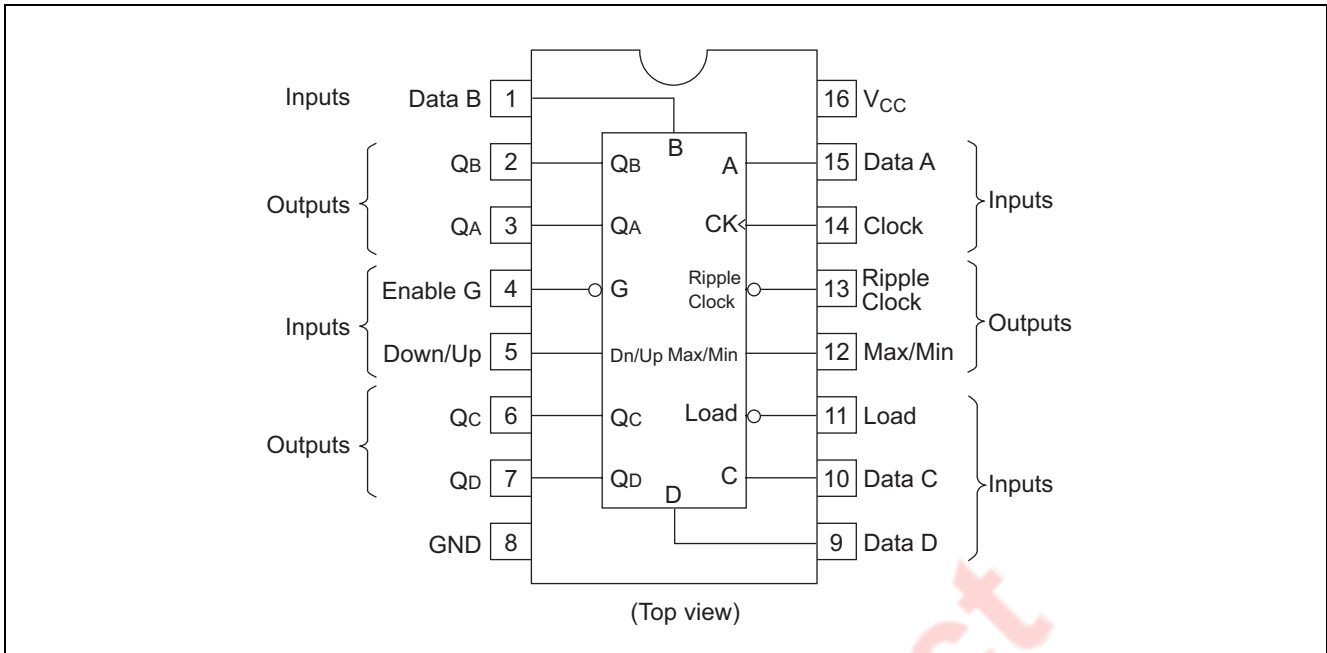 Inputs Data B 1
16 VCC
B
Outputs
QB 2 QB
A 15 Data A
QA 3 QA
CK 14 Clock
Inputs
Inputs
Enable G 4 G
Ripple Clock 13 Ripple Clock
Down/Up 5 Dn/Up
Max/Min 12 Max/Min
Outputs
Outputs
QC 6 QC
Load 11 Load
QD 7 QD
C 10 Data C
Inputs
D
GND 8
9 Data D
(Top view)
ct